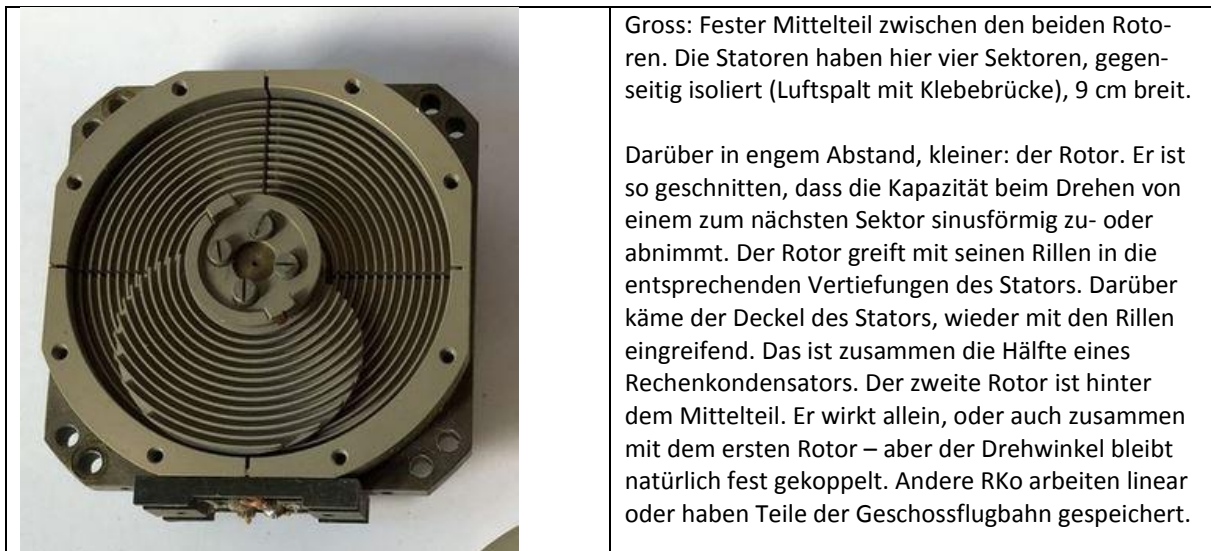 Gross: Fester Mittelteil zwischen den beiden Roto-
ren. Die Statoren haben hier vier Sektoren, gegen-
seitig isoliert (Luftspalt mit Klebebrücke), 9 cm breit.
Darüber in engem Abstand, kleiner: der Rotor. Er ist
so geschnitten, dass die Kapazität beim Drehen von
einem zum nächsten Sektor sinusförmig zu- oder
abnimmt. Der Rotor greift mit seinen Rillen in die
entsprechenden Vertiefungen des Stators. Darüber
käme der Deckel des Stators, wieder mit den Rillen
eingreifend. Das ist zusammen die Hälfte eines
Rechenkondensators. Der zweite Rotor ist hinter
dem Mittelteil. Er wirkt allein, oder auch zusammen
mit dem ersten Rotor – aber der Drehwinkel bleibt
natürlich fest gekoppelt. Andere RKo arbeiten linear
oder haben Teile der Geschossflugbahn gespeichert.